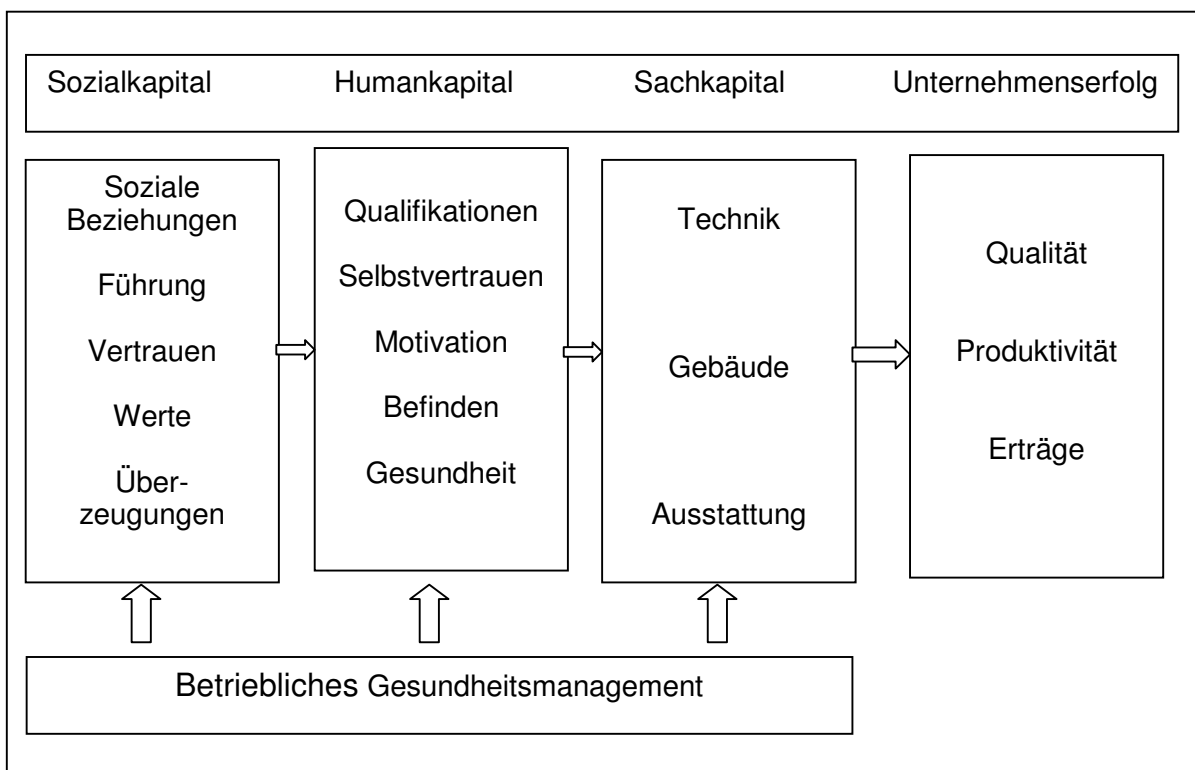 Sozialkapital Humankapital Sachkapital Unternehmenserfolg
Soziale
Beziehungen
Führung
Vertrauen
Werte
Über-
zeugungen
Qualifikationen
Selbstvertrauen
Motivation
Befinden
Gesundheit
Technik
Gebäude
Ausstattung
Qualität
Produktivität
Erträge
Betriebliches Gesundheitsmanagement